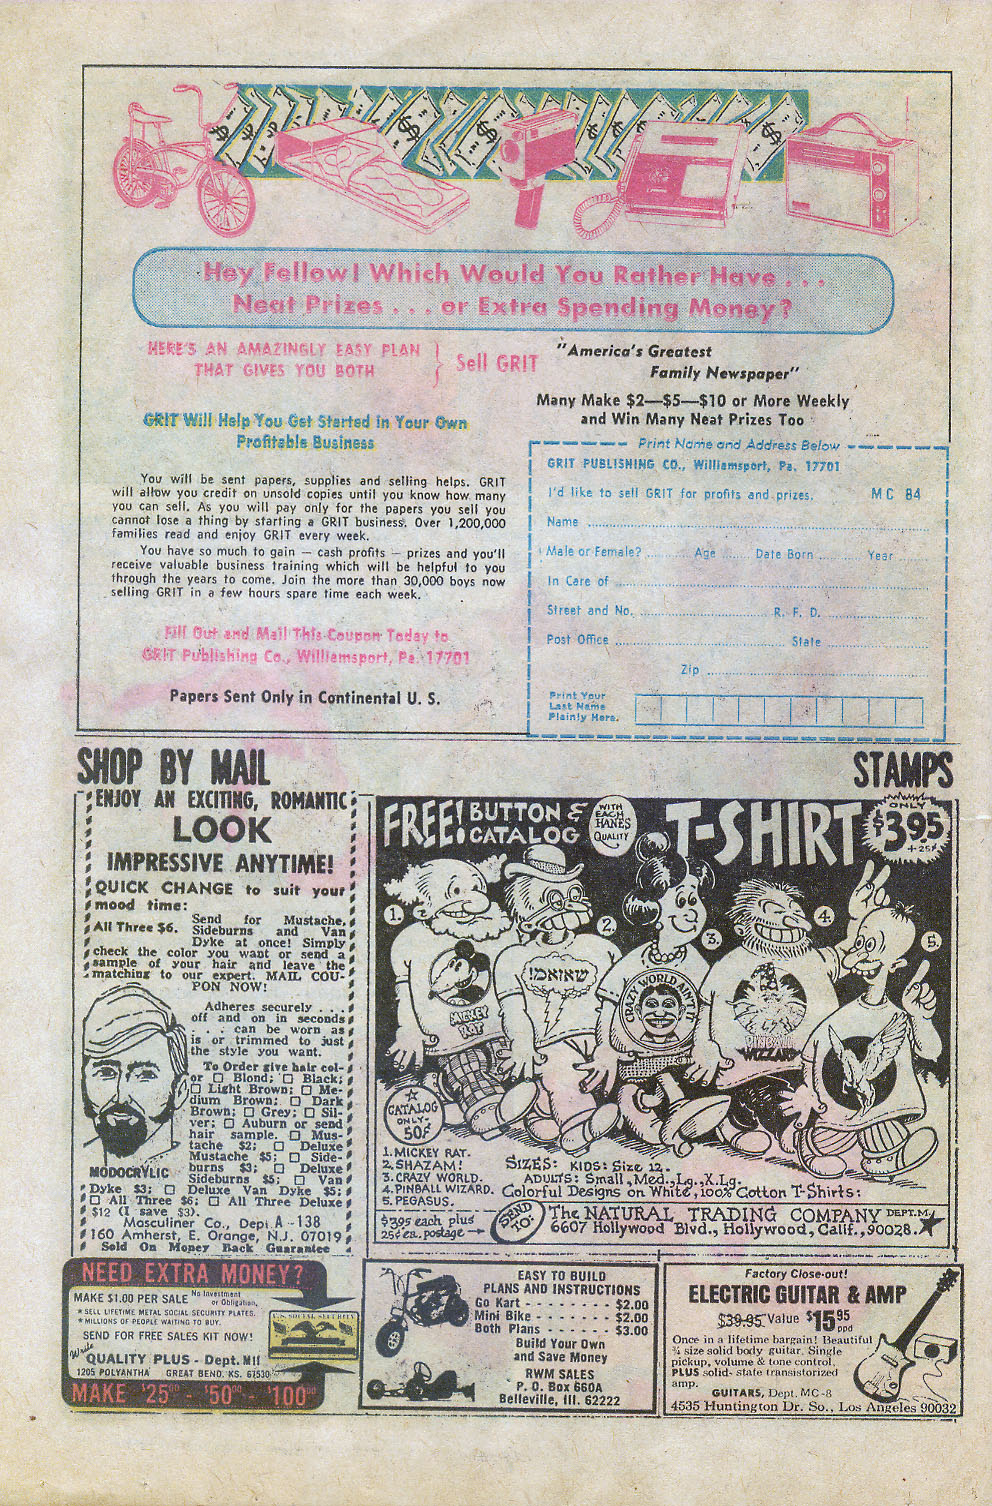 Hey Fellow! Which Would You Rather Have . . .
Neat Prizes . . . or Extra Spending Money?
HERE'S AN AMAZINGLY EASY PLAN
THAT GIVES YOU BOTH
Sell GRIT
"America's Greatest
Family Newspaper"
Many Make $2—$5—$10 or More Weekly
and Win Many Neat Prizes Too
GRIT Will Help You Get Started in Your Own
Profitable Business
You will be sent papers, supplies and selling helps. GRIT
will allow you credit on unsold copies until you know how many
you can sell. As you will pay only for the papers you sell you
cannot lose a thing by starting a GRIT business. Over 1,200,000
families read and enjoy GRIT every week.
You have so much to gain — cash profits — prizes and you'll
receive valuable business training which will be helpful to you
through the years to come. Join the more than 30,000 boys now
selling GRIT in a few hours spare time each week.
Fill Out and Mail This Coupon Today to
GRIT Publishing Co., Williamsport, Pa. 17701
Papers Sent Only in Continental U. S.
Print Name and Address Below
GRIT PUBLISHING CO., Williamsport, Pa. 17701
I'd like to sell GRIT for profits and prizes. MC 84
Name
Male or Female? Age Date Born Year
In Care of
Street and No. R. F. D.
Post Office State
Zip
Print Your
Last Name
Plainly Here.
SHOP BY MAIL
STAMPS
ENJOY AN EXCITING, ROMANTIC
LOOK
IMPRESSIVE ANYTIME!
QUICK CHANGE to suit your
mood time:
All Three $6. Send for Mustache,
Sideburns and Van
Dyke at once! Simply
check the color you want or send a
sample of your hair and leave the
matching to our expert. MAIL COU-
PON NOW!
Adheres securely . . .
off and on in seconds
. . . can be worn as
is or trimmed to just
the style you want.
To Order give hair col-
or □ Blond; □ Black;
□ Light Brown; □ Me-
dium Brown; □ Dark
Brown; □ Grey; □ Sil-
ver; □ Auburn or send
hair sample. □ Mus-
tache $2; □ Deluxe
Mustache $5; □ Side-
burns $3; □ Deluxe
Sideburns $5; □ Van
MODOCRYLIC
Dyke $3; □ Deluxe Van Dyke $5;
□ All Three $6; □ All Three Deluxe
$12 (I save $3).
Masculiner Co., Dept. A-138
160 Amherst, E. Orange, N.J. 07019
Sold On Money Back Guarantee
FREE! BUTTON &
CATALOG
WITH
EACH
HANES
QUALITY
T-SHIRT
ONLY
$3.95
+25¢
1.
2.
3.
4.
5.
MICKEY
RAT
שאזאמ!
CRAZY WORLD AIN'T IT
PINBALL
WIZZARD
CATALOG
ONLY-
50¢
1. MICKEY RAT.
2. SHAZAM!
3. CRAZY WORLD.
4. PINBALL WIZARD.
5. PEGASUS.
SIZES: KIDS: Size 12.
ADULTS: Small, Med., Lg., X.Lg.
Colorful Designs on White, 100% Cotton T-Shirts:
$3.95 each plus
25¢ ea. postage
SEND
TO:
The NATURAL TRADING COMPANY DEPT. M
6607 Hollywood Blvd., Hollywood, Calif., 90028.
NEED EXTRA MONEY?
MAKE $1.00 PER SALE No Investment
or Obligation.
* SELL LIFETIME METAL SOCIAL SECURITY PLATES.
* MILLIONS OF PEOPLE WAITING TO BUY.
SEND FOR FREE SALES KIT NOW!
Write
QUALITY PLUS - Dept. MII
1205 POLYANTHA GREAT BEND, KS. 67530
MAKE $25⁰⁰ - $50⁰⁰ - $100⁰⁰
U.S. SOCIAL SECURITY
EASY TO BUILD
PLANS AND INSTRUCTIONS
Go Kart - - - - - - - - $2.00
Mini Bike - - - - - - - $2.00
Both Plans - - - - - - $3.00
Build Your Own
and Save Money
RWM SALES
P. O. Box 660A
Belleville, Ill. 62222
Factory Close-out!
ELECTRIC GUITAR & AMP
$39.95 Value $15⁹⁵ ppd
Once in a lifetime bargain! Beautiful
¾ size solid body guitar. Single
pickup, volume & tone control,
PLUS solid-state transistorized
amp.
GUITARS, Dept. MC-8
4535 Huntington Dr. So., Los Angeles 90032